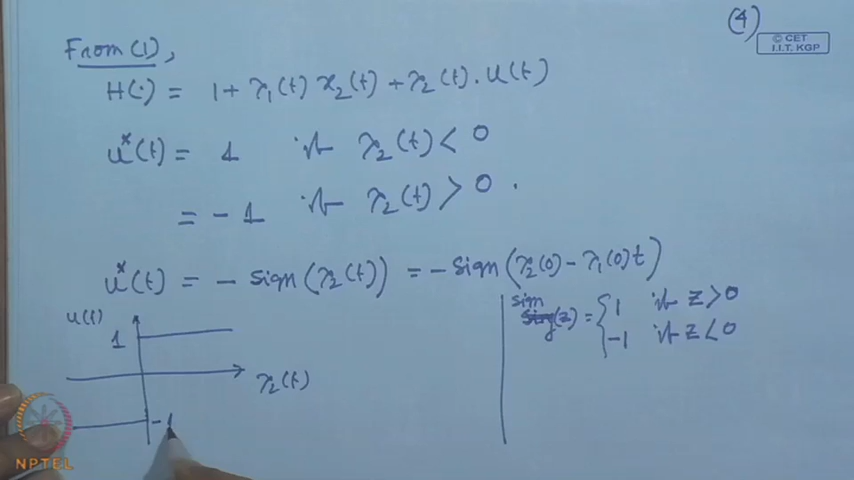 (4)
© CET
I.I.T. KGP
From (1),
H(·) = 1 + λ₁(t) x₂(t) + λ₂(t) · u(t)
u*(t) = 1 if λ₂(t) < 0
= -1 if λ₂(t) > 0 .
u*(t) = - sign(λ₂(t)) = - sign(λ₂(0) - λ₁(0)t)
sign(z) = { 1 if z > 0
-1 if z < 0
u(t)
1
λ₂(t)
-1
NPTEL